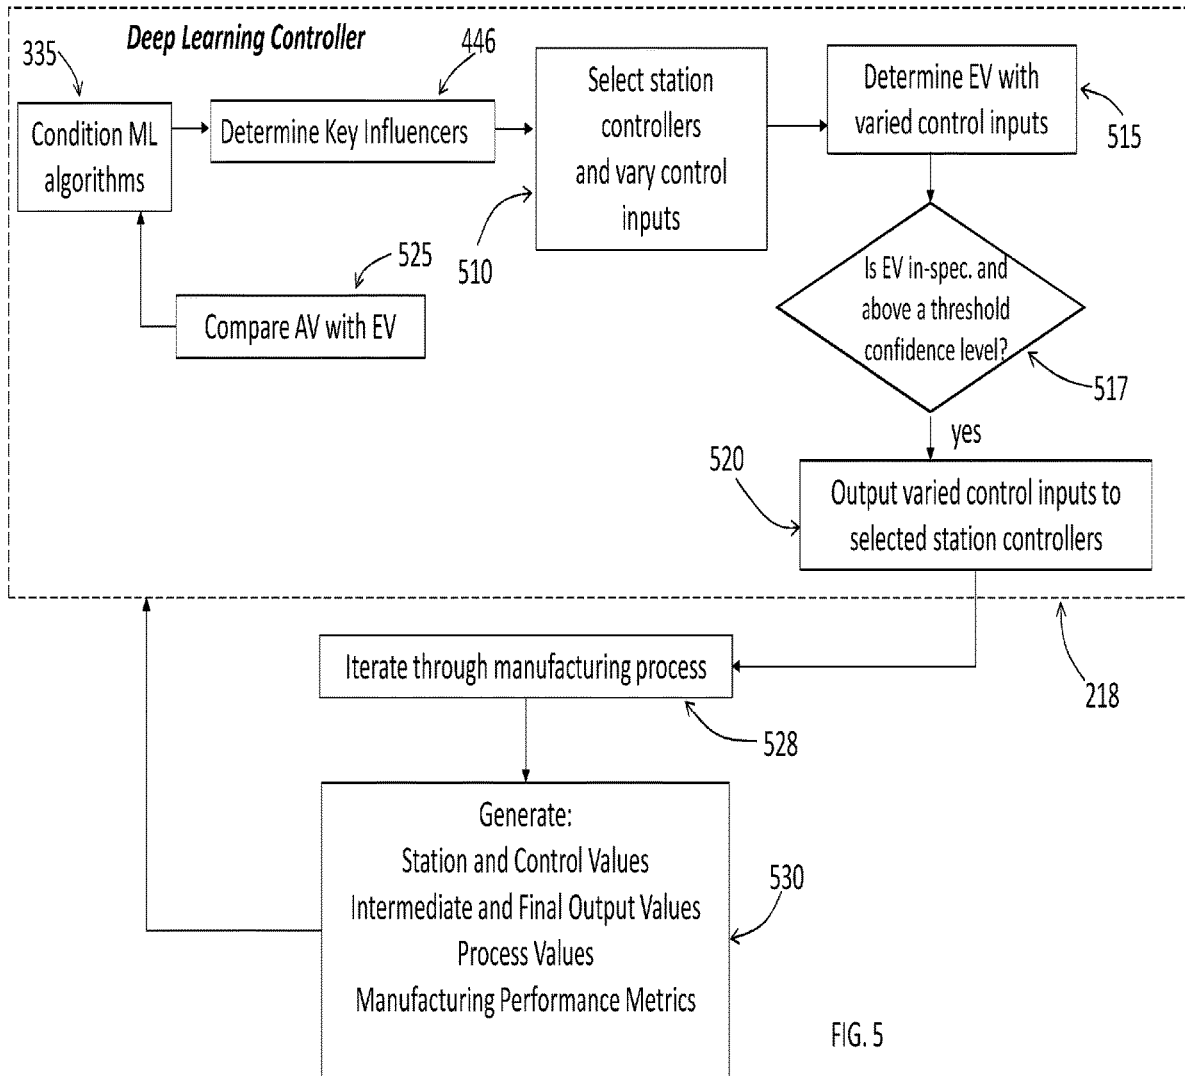 Deep Learning Controller
335
446
Condition ML
algorithms
Determine Key Influencers
Select station
controllers
and vary control
inputs
510
Determine EV with
varied control inputs
515
525
Compare AV with EV
Is EV in-spec. and
above a threshold
confidence level?
517
yes
520
Output varied control inputs to
selected station controllers
218
Iterate through manufacturing process
528
Generate:
Station and Control Values
Intermediate and Final Output Values
Process Values
Manufacturing Performance Metrics
530
FIG. 5